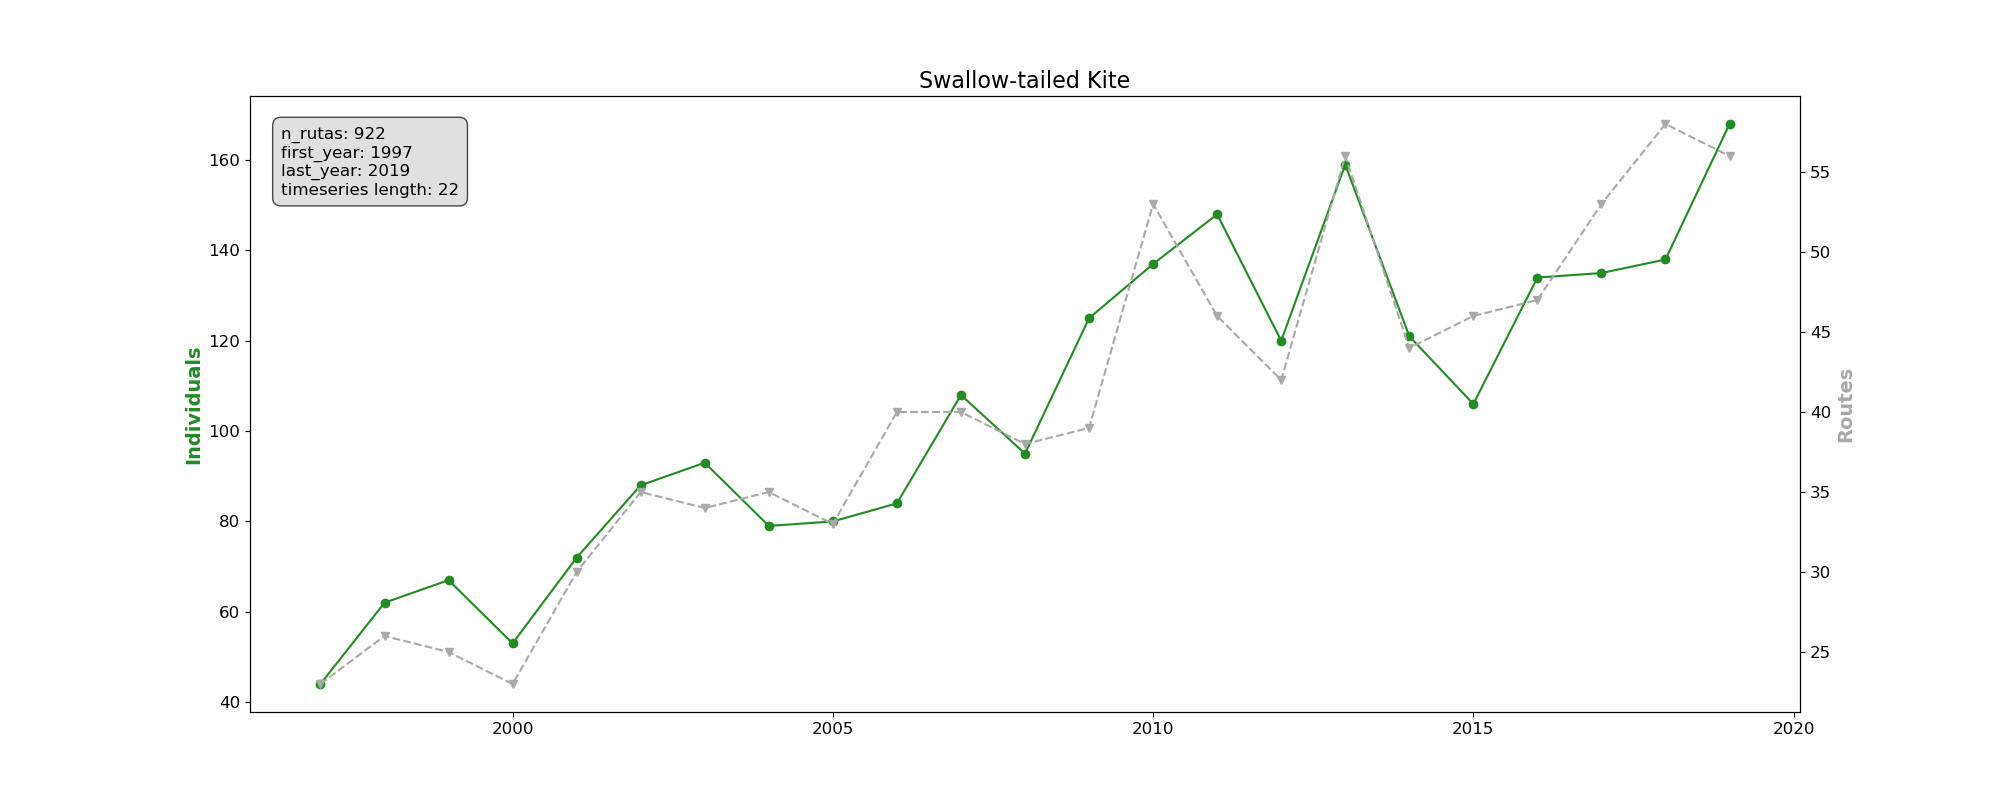 Swallow-tailed Kite
n_rutas: 922
first_year: 1997
last_year: 2019
timeseries length: 22
160
140
120
100
80
60
40
Individuals
55
50
45
40
35
30
25
Routes
2000
2005
2010
2015
2020